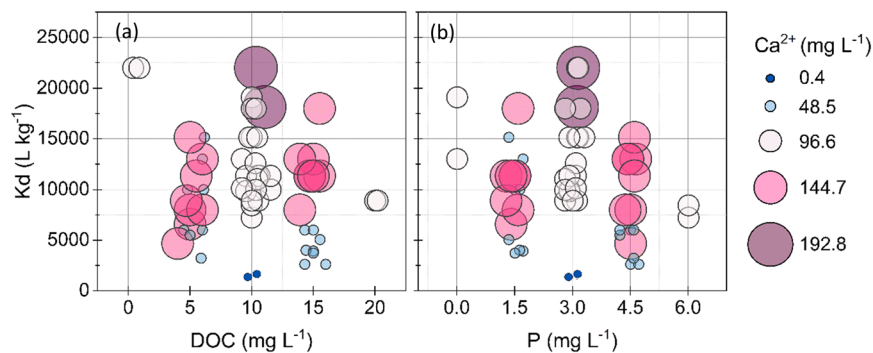 (a)
(b)
Kd (L kg⁻¹)
25000
20000
15000
10000
5000
0
0 5 10 15 20
DOC (mg L⁻¹)
0.0 1.5 3.0 4.5 6.0
P (mg L⁻¹)
Ca²⁺ (mg L⁻¹)
0.4
48.5
96.6
144.7
192.8